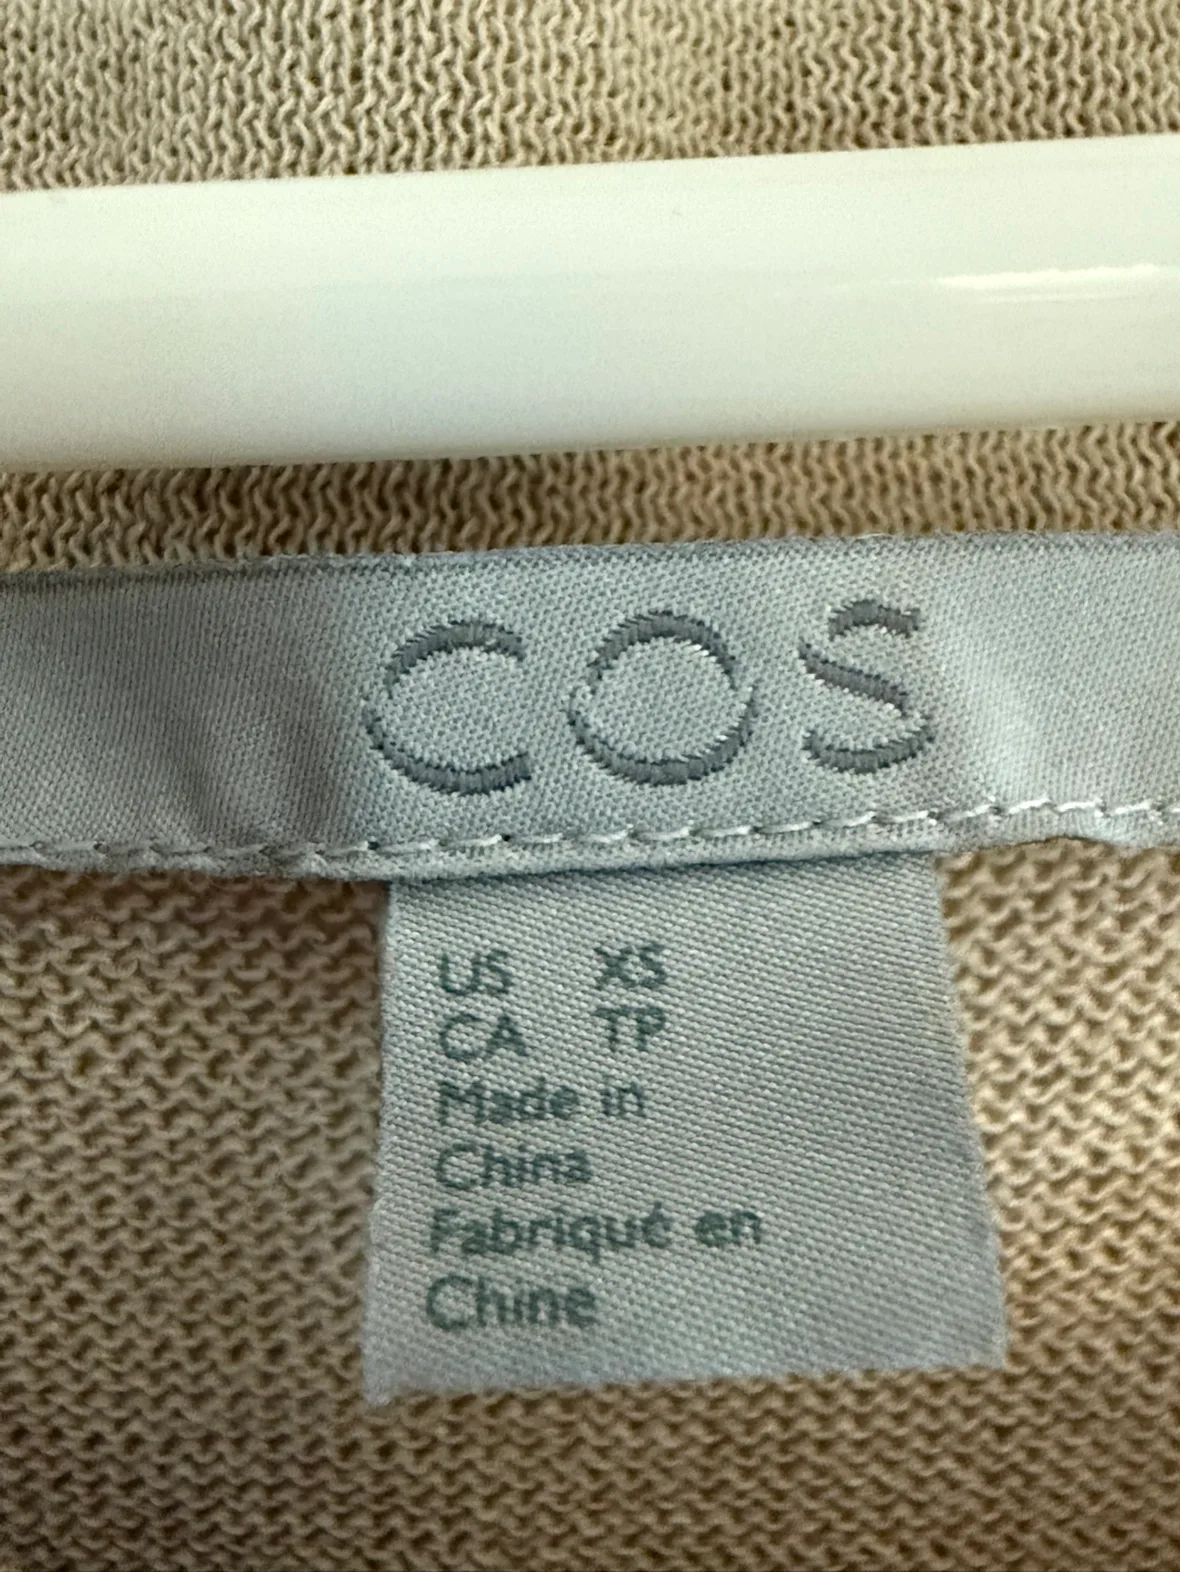 COS
US XS
CA TP
Made in
China
Fabriqué en
Chine